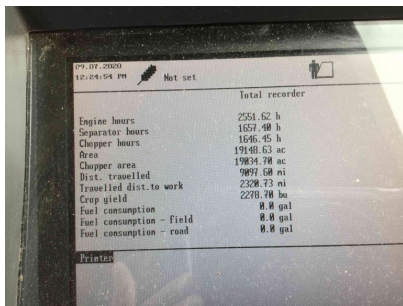 09.07.2020
12:24:54 PM Not set
Total recorder
Engine hours 2551.62 h
Separator hours 1657.40 h
Chopper hours 1646.45 h
Area 19148.63 ac
Chopper area 19034.70 ac
Dist. travelled 9097.60 mi
Travelled dist.to work 2320.73 mi
Crop yield 2278.70 bu
Fuel consumption 0.0 gal
Fuel consumption - field 0.0 gal
Fuel consumption - road 0.0 gal
Printer